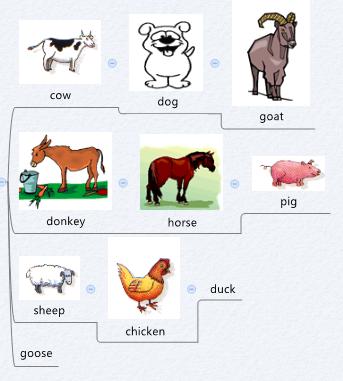 cow
dog
goat
donkey
horse
pig
sheep
chicken
duck
goose